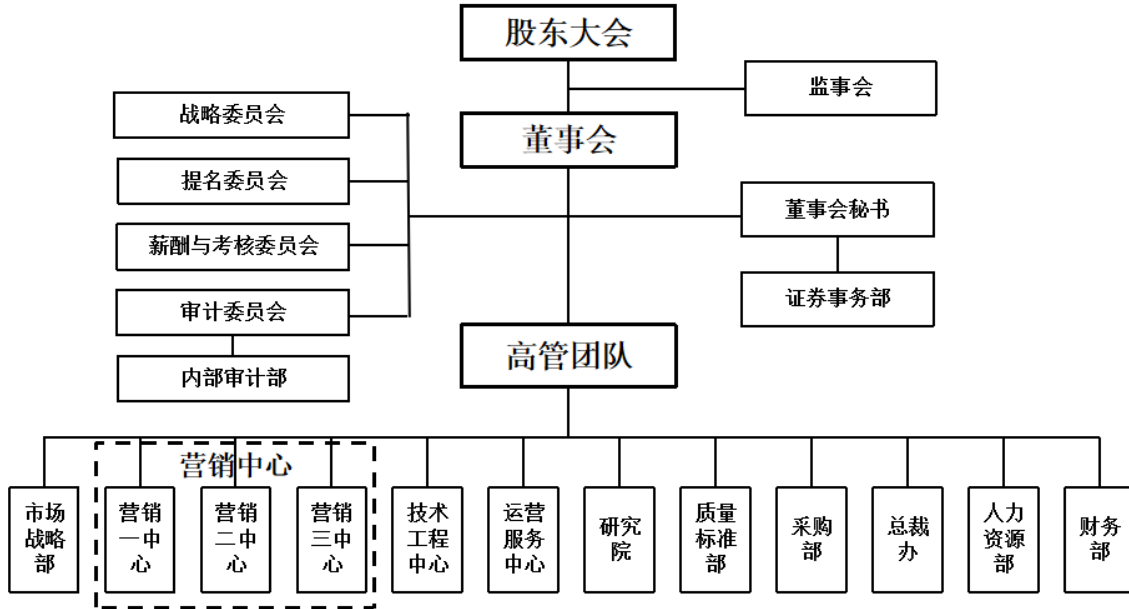 股东大会
监事会
战略委员会
董事会
提名委员会
董事会秘书
薪酬与考核委员会
审计委员会
证券事务部
高管团队
内部审计部
营销中心
市场
战略
部
营销
一中
心
营销
二中
心
营销
三中
心
技术
工程
中心
运营
服务
中心
研究
院
质量
标准
部
采购
部
总裁
办
人力
资源
部
财务
部